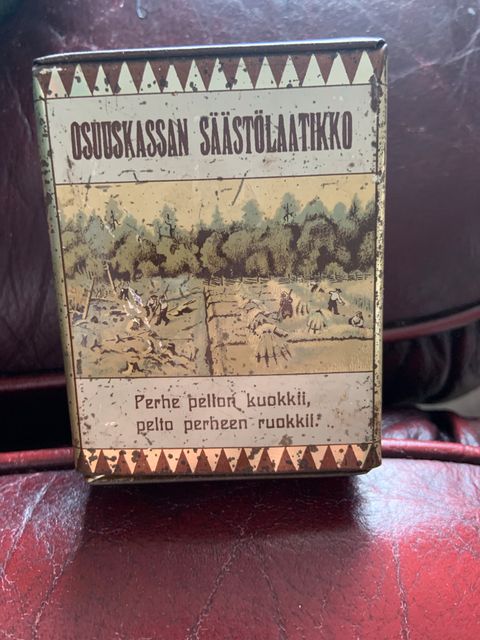 OSUUSKASSAN SÄÄSTÖLAATIKKO
Perhe pellon kuokkii,
pelto perheen ruokkii.